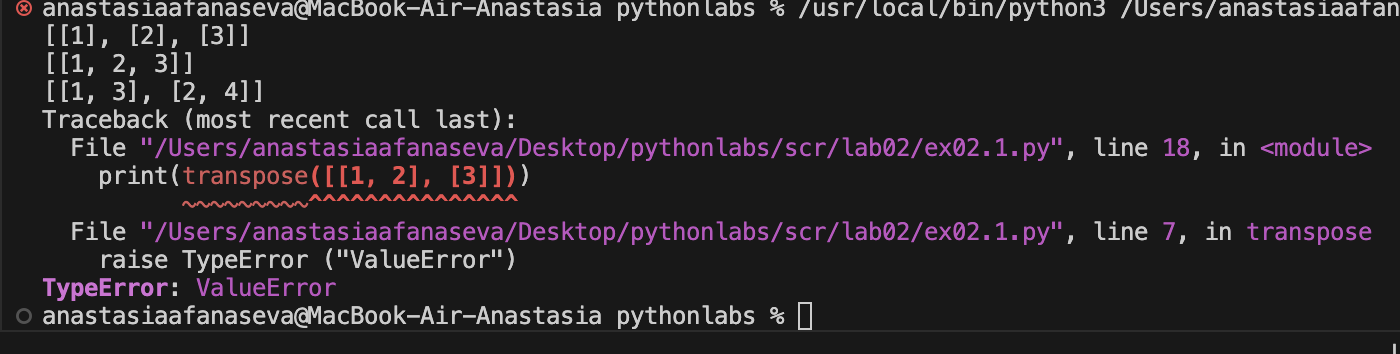 anastasiaafanaseva@MacBook-Air-Anastasia pythonlabs % /usr/local/bin/python3 /Users/anastasiaafan
[[1], [2], [3]]
[[1, 2, 3]]
[[1, 3], [2, 4]]
Traceback (most recent call last):
  File "/Users/anastasiaafanaseva/Desktop/pythonlabs/scr/lab02/ex02.1.py", line 18, in <module>
    print(transpose([[1, 2], [3]]))
          ~~~~~~~~~^^^^^^^^^^^^^^^
  File "/Users/anastasiaafanaseva/Desktop/pythonlabs/scr/lab02/ex02.1.py", line 7, in transpose
    raise TypeError ("ValueError")
TypeError: ValueError
anastasiaafanaseva@MacBook-Air-Anastasia pythonlabs %